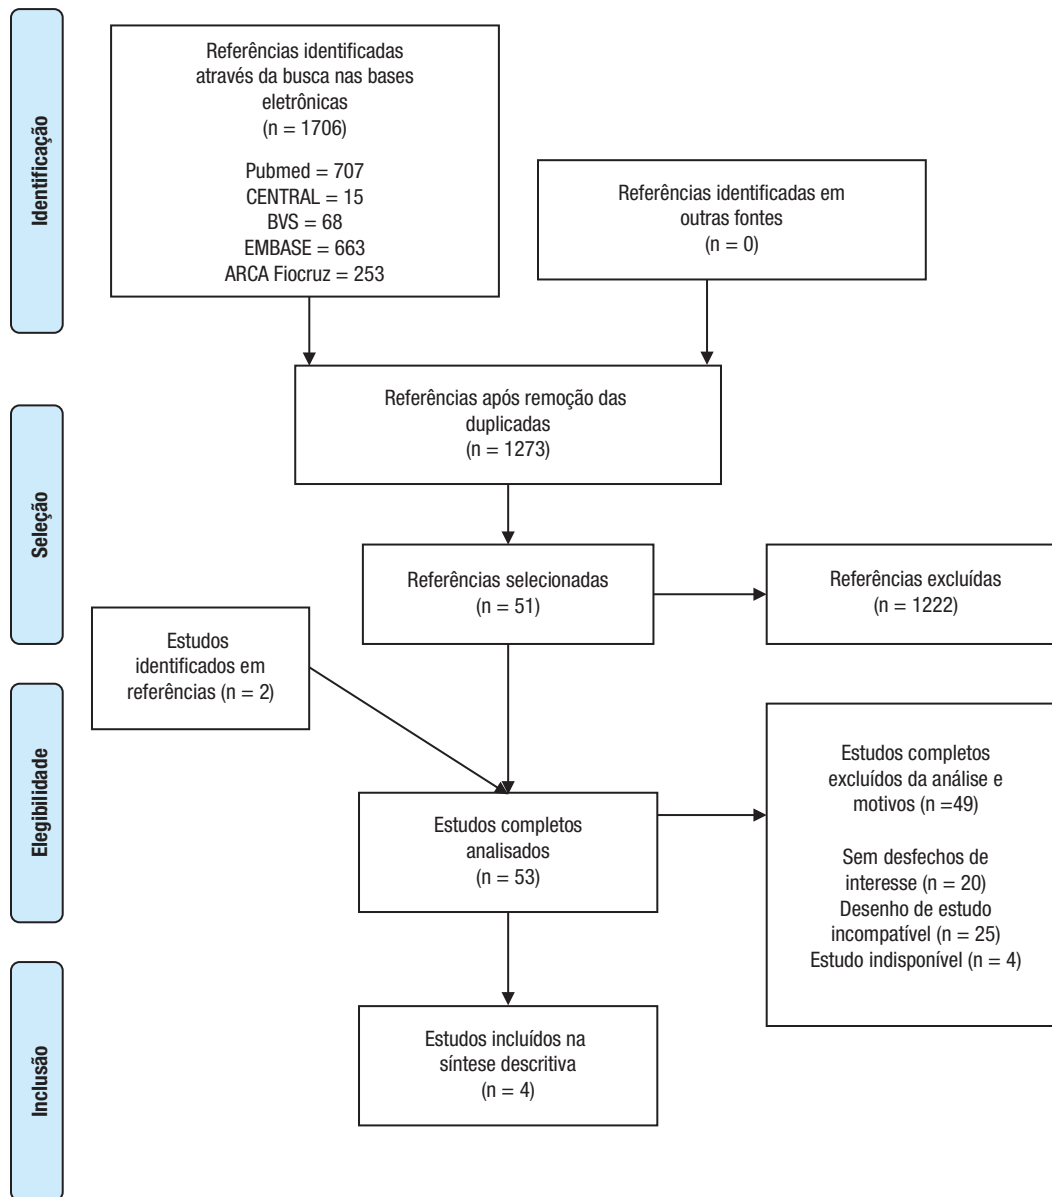 Identificação
Referências identificadas
através da busca nas bases
eletrônicas
(n = 1706)
Pubmed = 707
CENTRAL = 15
BVS = 68
EMBASE = 663
ARCA Fiocruz = 253
Referências identificadas em
outras fontes
(n = 0)
Referências após remoção das
duplicadas
(n = 1273)
Seleção
Referências selecionadas
(n = 51)
Referências excluídas
(n = 1222)
Estudos
identificados em
referências (n = 2)
Elegibilidade
Estudos completos
analisados
(n = 53)
Estudos completos
excluídos da análise e
motivos (n =49)
Sem desfechos de
interesse (n = 20)
Desenho de estudo
incompatível (n = 25)
Estudo indisponível (n = 4)
Inclusão
Estudos incluídos na
síntese descritiva
(n = 4)